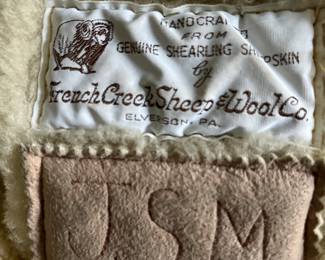 HANDCRAFTED
FROM
GENUINE SHEARLING SHEEPSKIN
by
French Creek Sheep & Wool Co.
ELVERSON, PA.
JSM